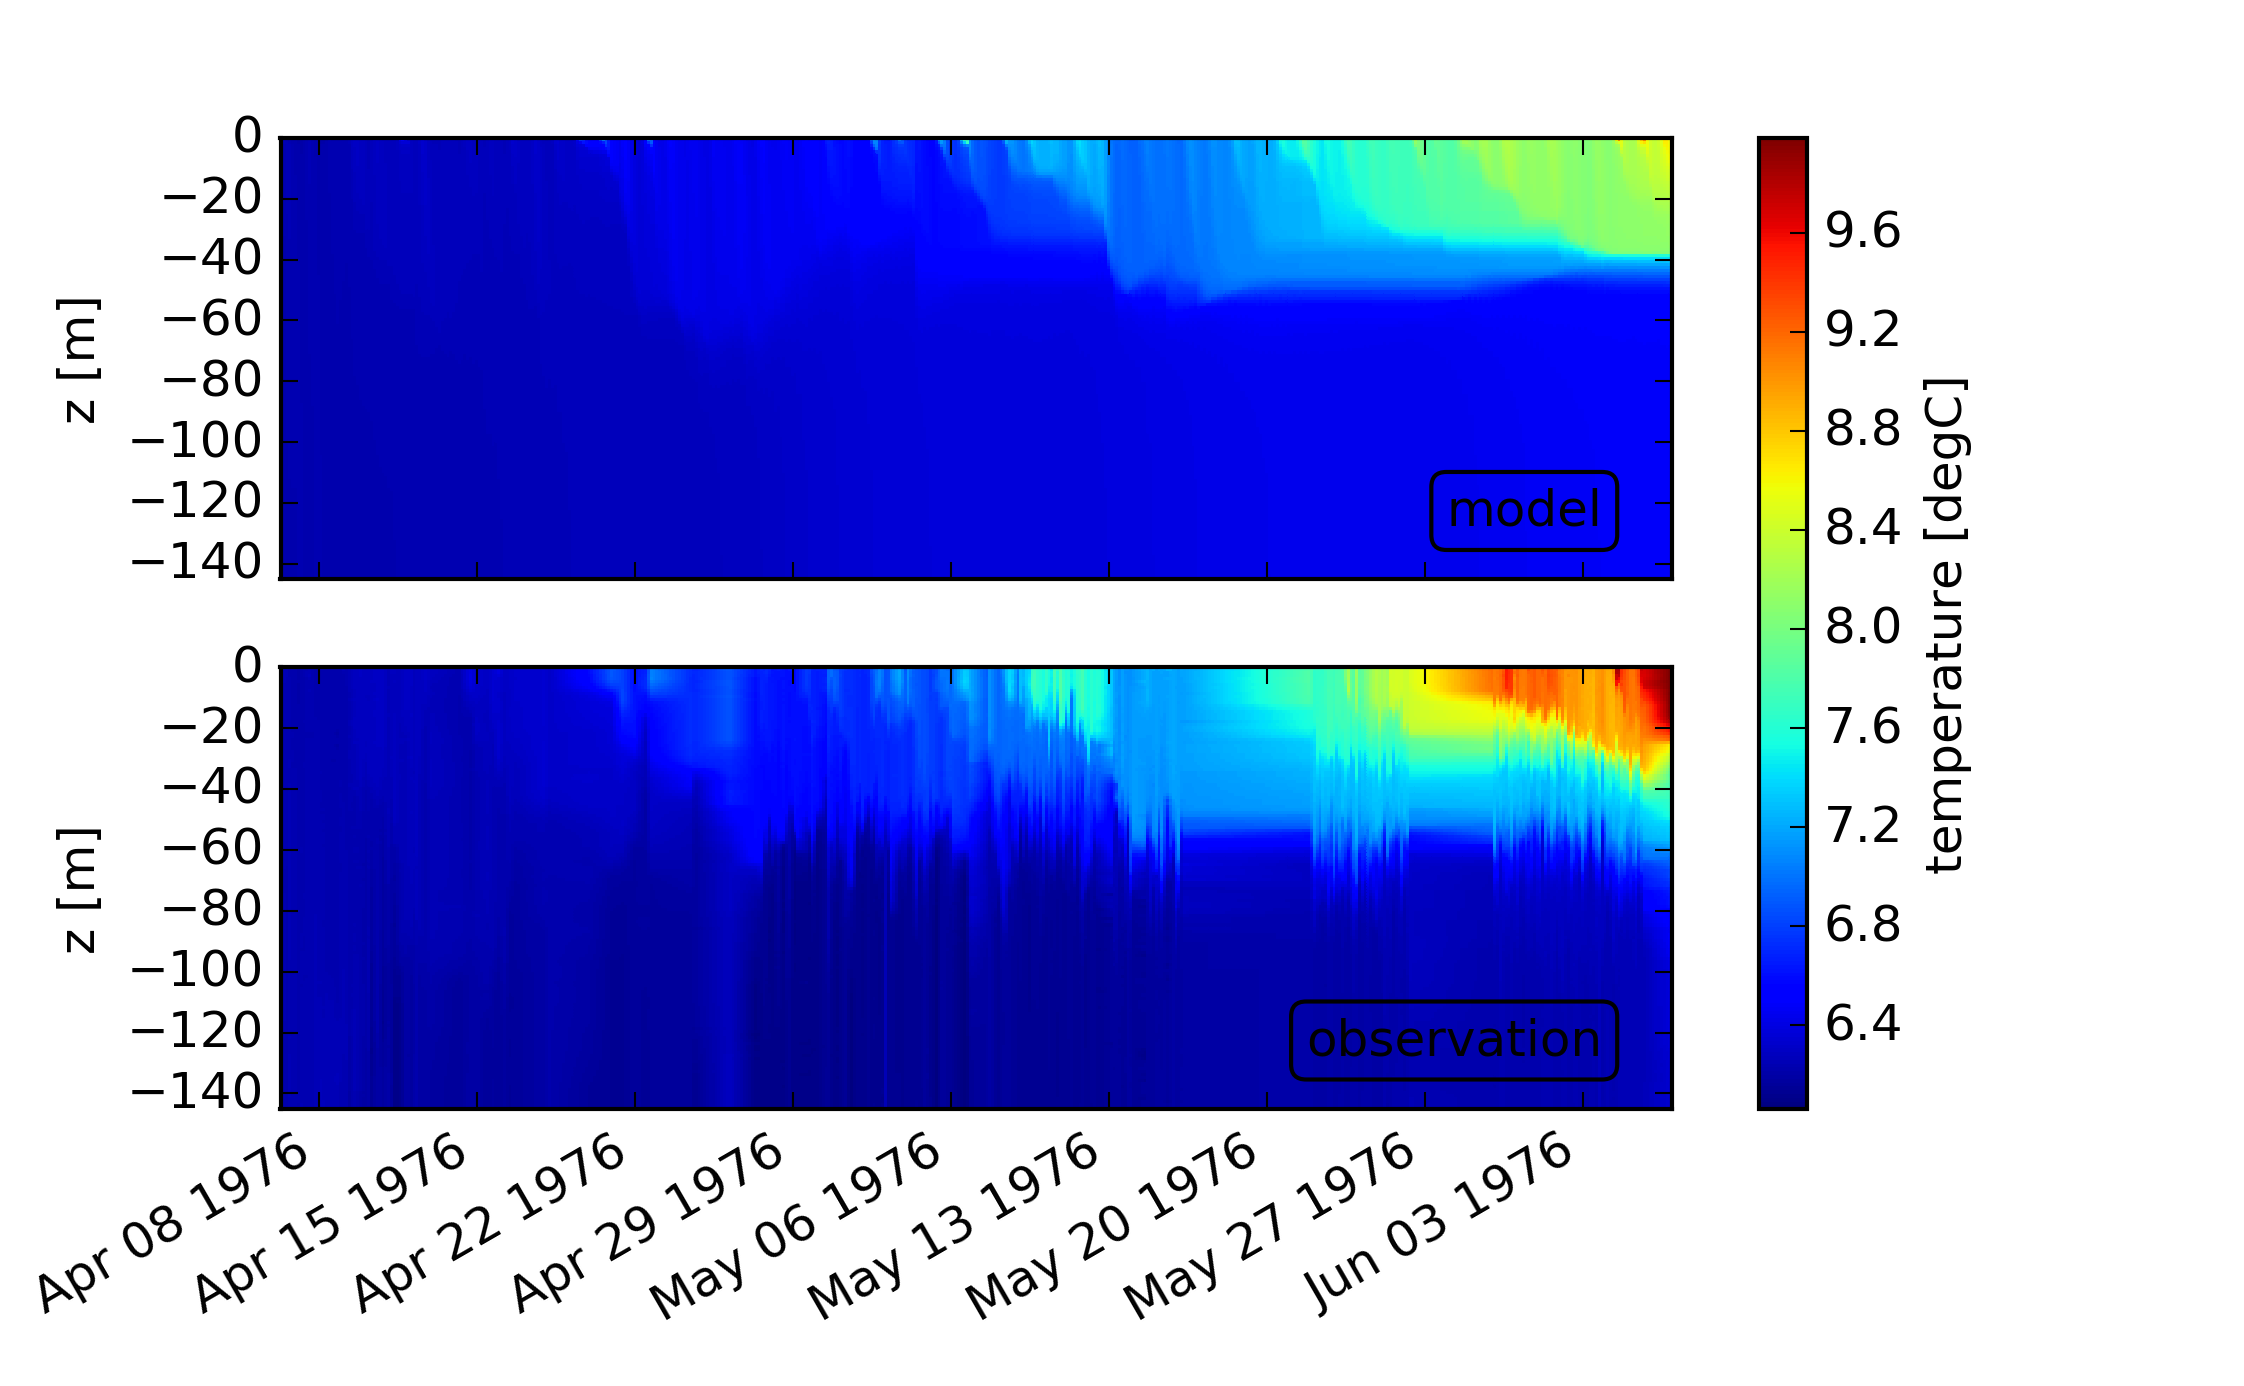 0
−20
−40
−60
−80
−100
−120
−140
z [m]
model
0
−20
−40
−60
−80
−100
−120
−140
z [m]
observation
Apr 08 1976
Apr 15 1976
Apr 22 1976
Apr 29 1976
May 06 1976
May 13 1976
May 20 1976
May 27 1976
Jun 03 1976
9.6
9.2
8.8
8.4
8.0
7.6
7.2
6.8
6.4
temperature [degC]